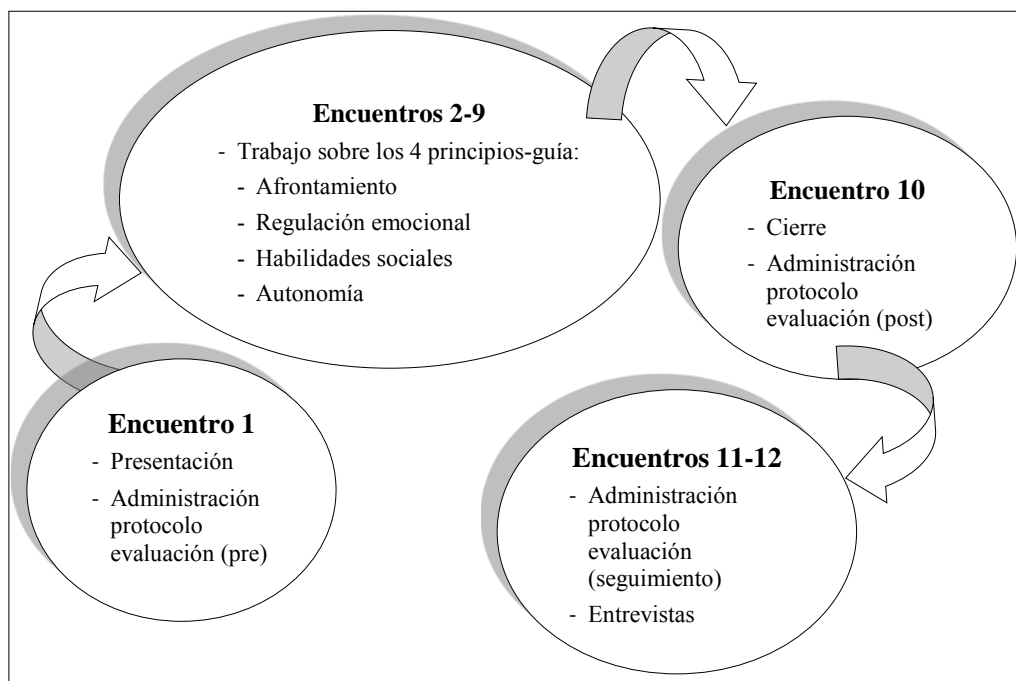 Encuentros 2-9
- Trabajo sobre los 4 principios-guía:
- Afrontamiento
- Regulación emocional
- Habilidades sociales
- Autonomía
Encuentro 10
- Cierre
- Administración
protocolo
evaluación (post)
Encuentro 1
- Presentación
- Administración
protocolo
evaluación (pre)
Encuentros 11-12
- Administración
protocolo
evaluación
(seguimiento)
- Entrevistas